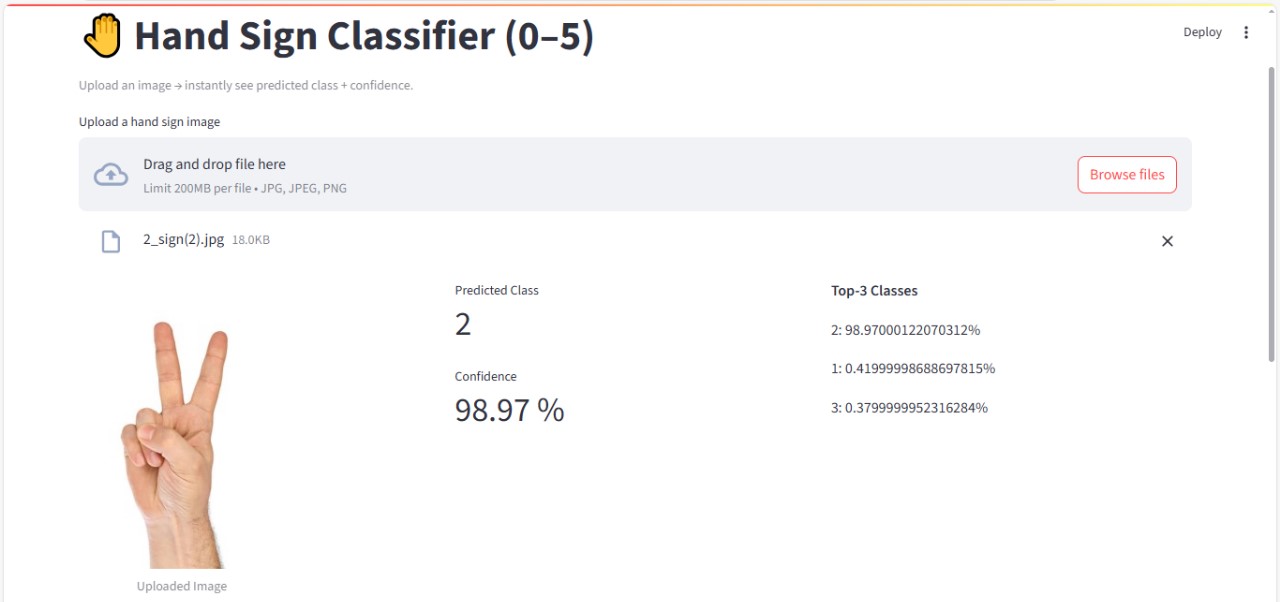 Hand Sign Classifier (0–5)
Deploy
Upload an image → instantly see predicted class + confidence.
Upload a hand sign image
Drag and drop file here
Limit 200MB per file • JPG, JPEG, PNG
Browse files
2_sign(2).jpg 18.0KB
Predicted Class
2
Confidence
98.97 %
Top-3 Classes
2: 98.97000122070312%
1: 0.41999998688697815%
3: 0.3799999952316284%
Uploaded Image